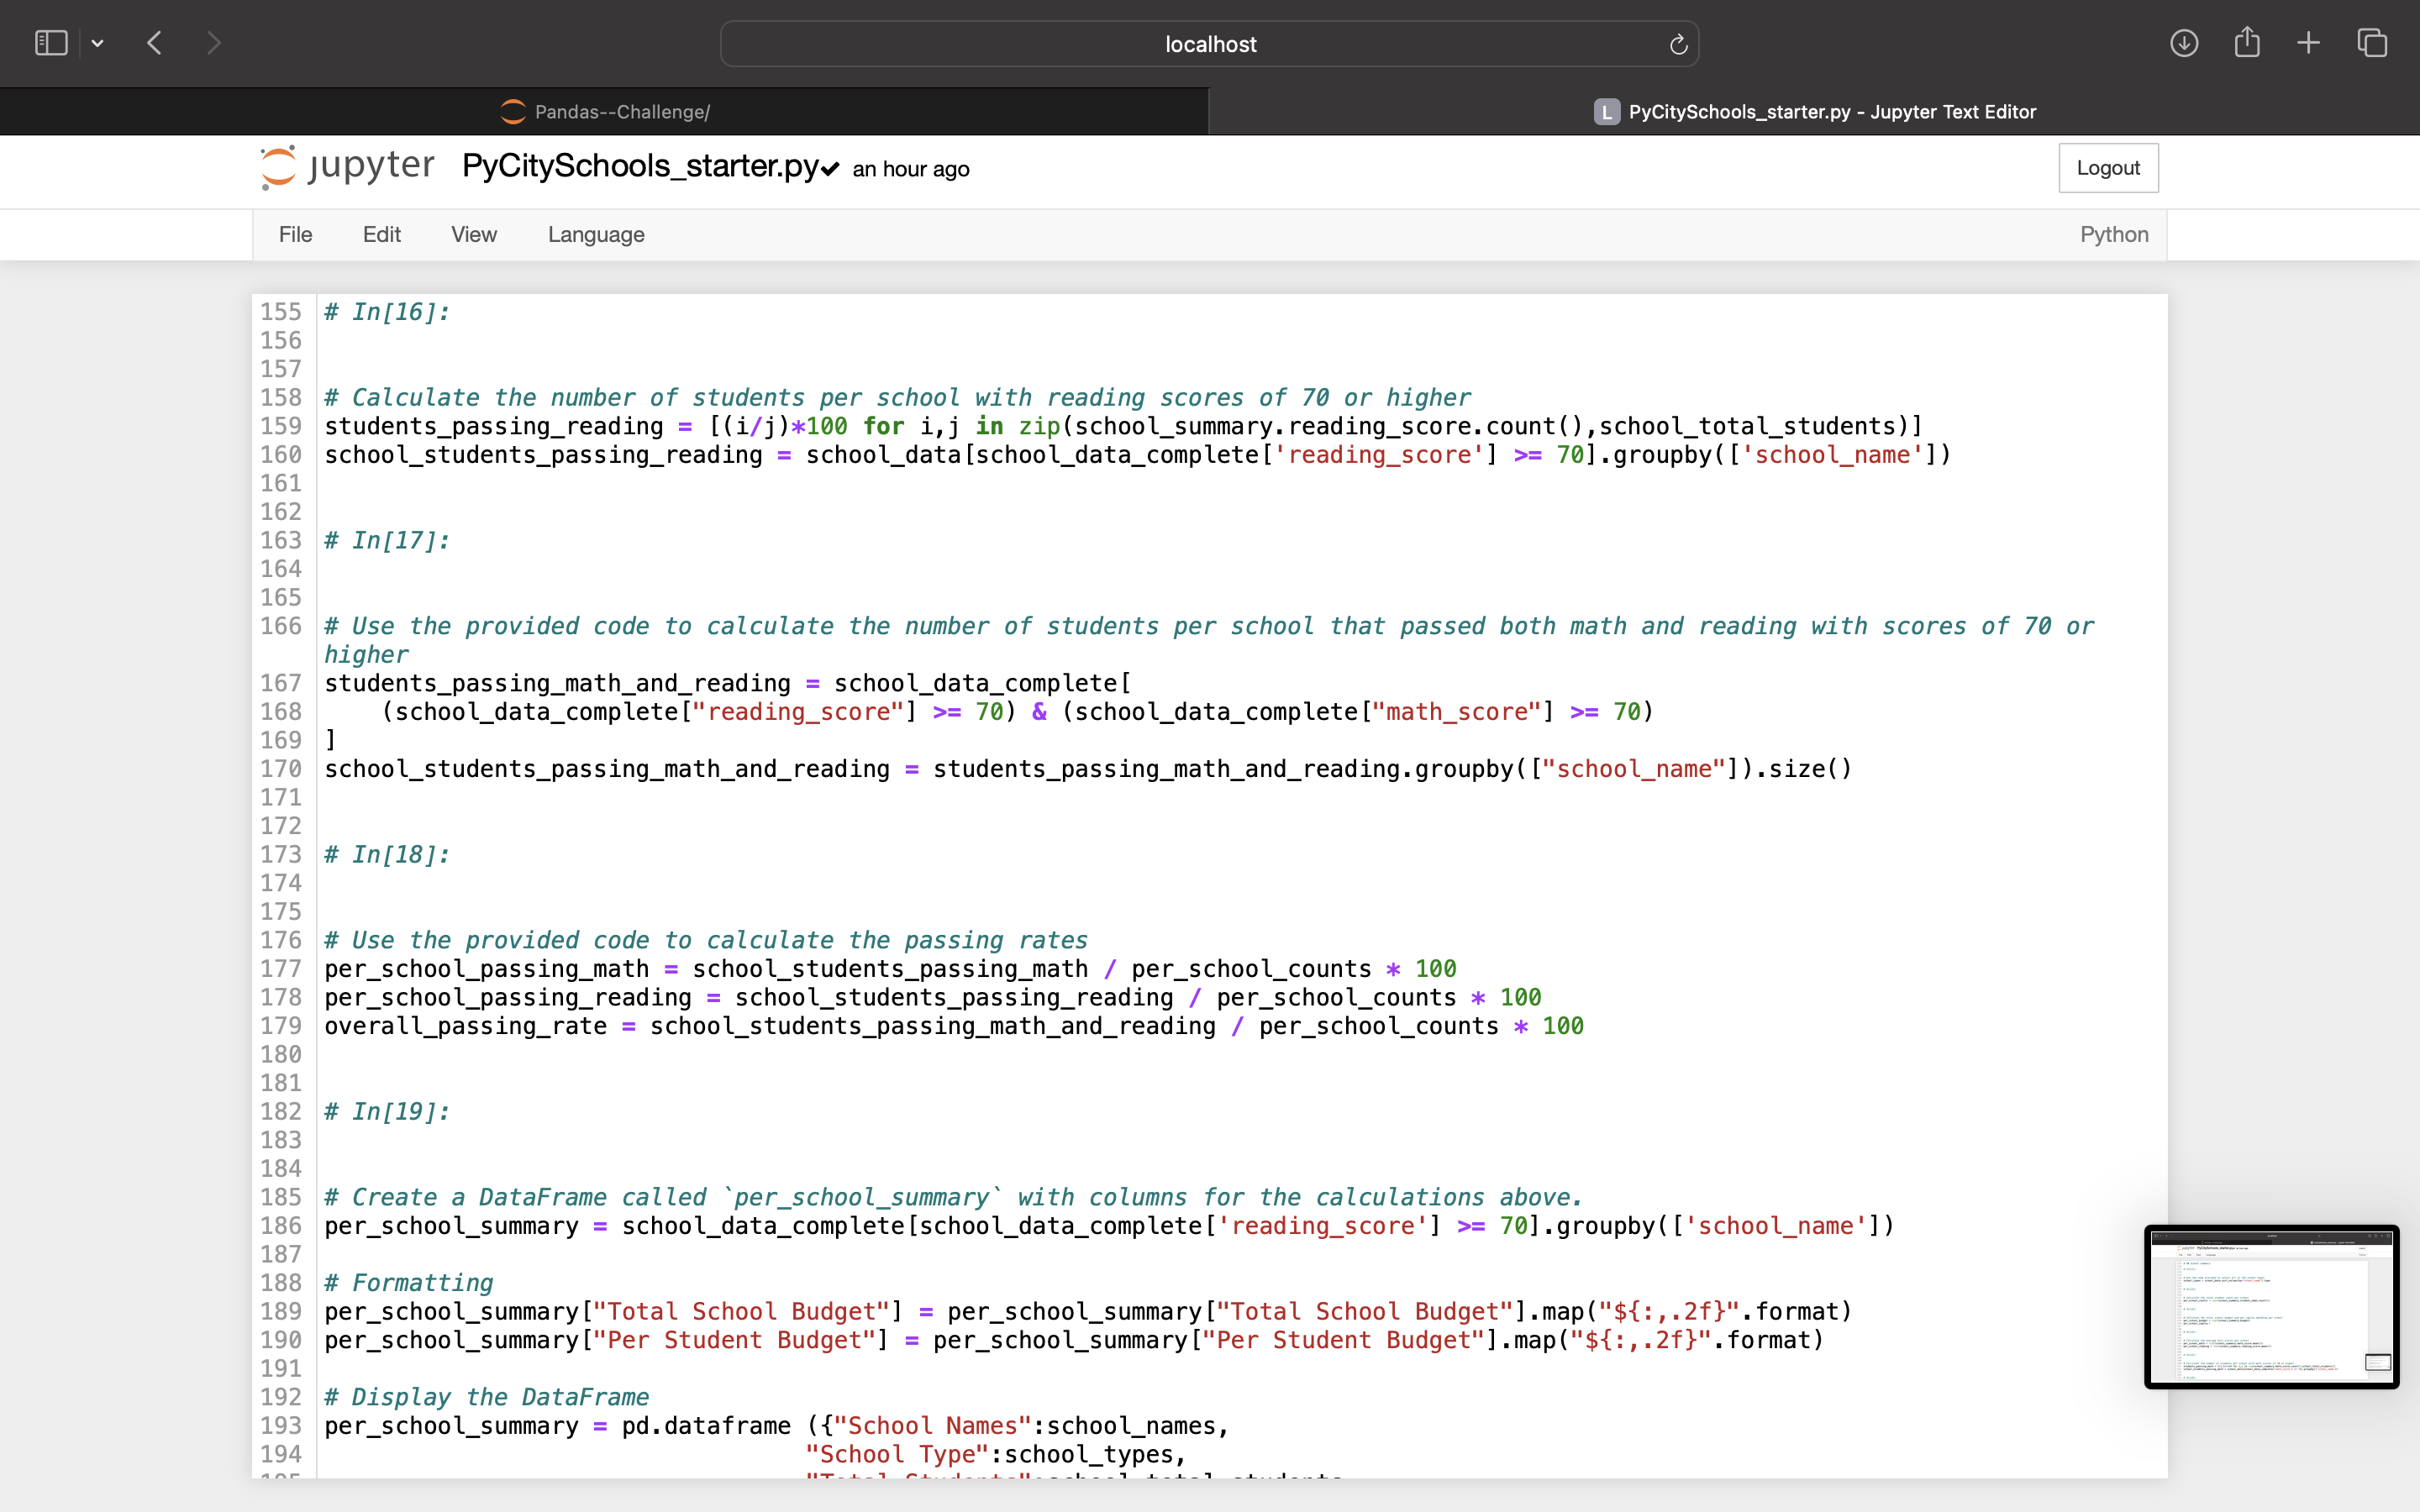 localhost
Pandas--Challenge/
L PyCitySchools_starter.py - Jupyter Text Editor
jupyter PyCitySchools_starter.py✔ an hour ago
Logout
File Edit View Language
Python
155 # In[16]:
156
157
158 # Calculate the number of students per school with reading scores of 70 or higher
159 students_passing_reading = [(i/j)*100 for i,j in zip(school_summary.reading_score.count(),school_total_students)]
160 school_students_passing_reading = school_data[school_data_complete['reading_score'] >= 70].groupby(['school_name'])
161
162
163 # In[17]:
164
165
166 # Use the provided code to calculate the number of students per school that passed both math and reading with scores of 70 or
higher
167 students_passing_math_and_reading = school_data_complete[
168     (school_data_complete["reading_score"] >= 70) & (school_data_complete["math_score"] >= 70)
169 ]
170 school_students_passing_math_and_reading = students_passing_math_and_reading.groupby(["school_name"]).size()
171
172
173 # In[18]:
174
175
176 # Use the provided code to calculate the passing rates
177 per_school_passing_math = school_students_passing_math / per_school_counts * 100
178 per_school_passing_reading = school_students_passing_reading / per_school_counts * 100
179 overall_passing_rate = school_students_passing_math_and_reading / per_school_counts * 100
180
181
182 # In[19]:
183
184
185 # Create a DataFrame called `per_school_summary` with columns for the calculations above.
186 per_school_summary = school_data_complete[school_data_complete['reading_score'] >= 70].groupby(['school_name'])
187
188 # Formatting
189 per_school_summary["Total School Budget"] = per_school_summary["Total School Budget"].map("${:,.2f}".format)
190 per_school_summary["Per Student Budget"] = per_school_summary["Per Student Budget"].map("${:,.2f}".format)
191
192 # Display the DataFrame
193 per_school_summary = pd.dataframe ({"School Names":school_names,
194                                   "School Type":school_types,